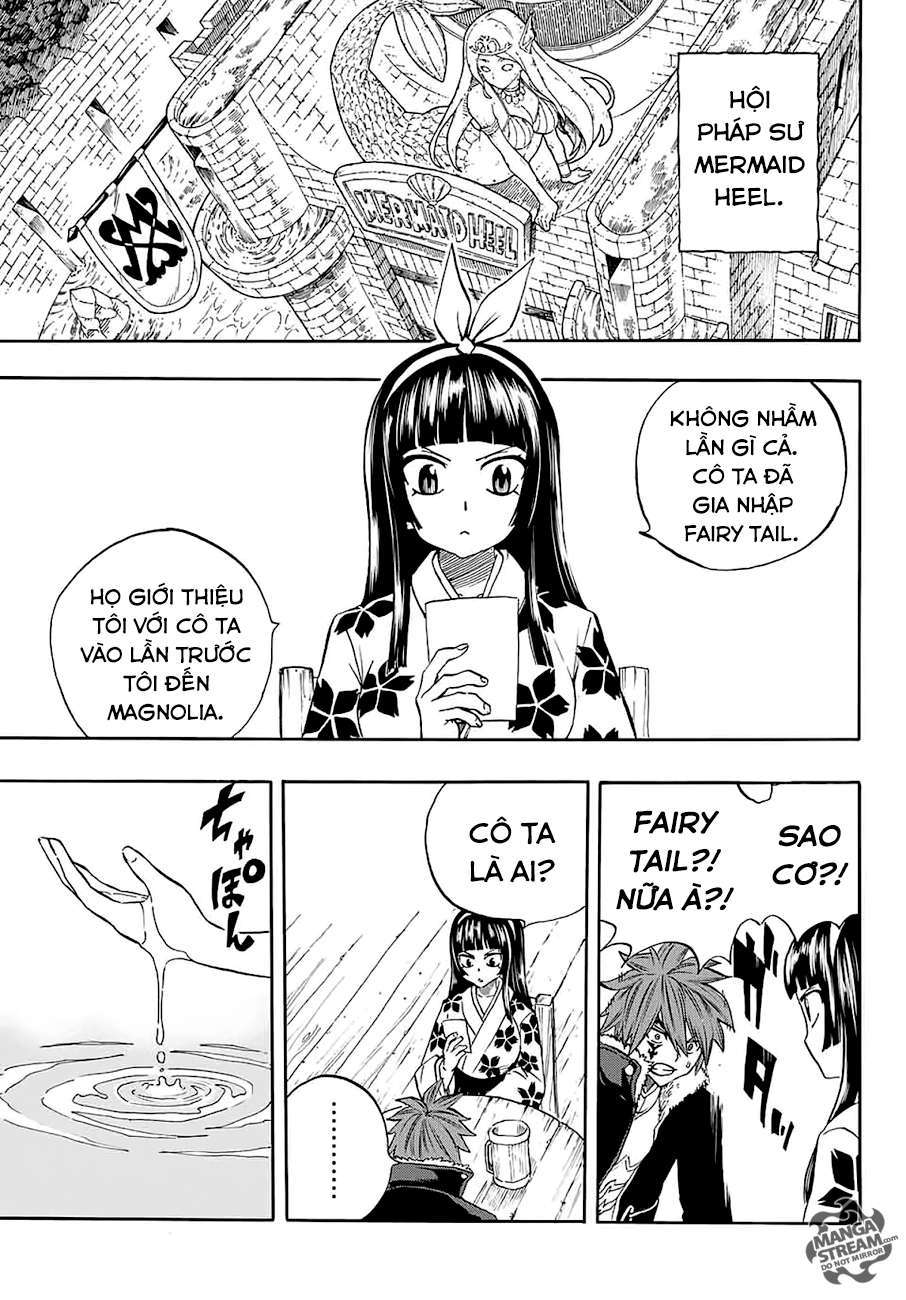 HỘI
PHÁP SƯ
MERMAID
HEEL.
MERMAID HEEL
KHÔNG NHẦM
LẦN GÌ CẢ.
CÔ TA ĐÃ
GIA NHẬP
FAIRY TAIL.
HỌ GIỚI THIỆU
TÔI VỚI CÔ TA
VÀO LẦN TRƯỚC
TÔI ĐẾN
MAGNOLIA.
SAO
CƠ?!
FAIRY
TAIL?!
NỮA À?!
ガタッ
CÔ TA
LÀ AI?
.........
ちゃぽん
MANGA
STREAM.com
DO NOT MIRROR